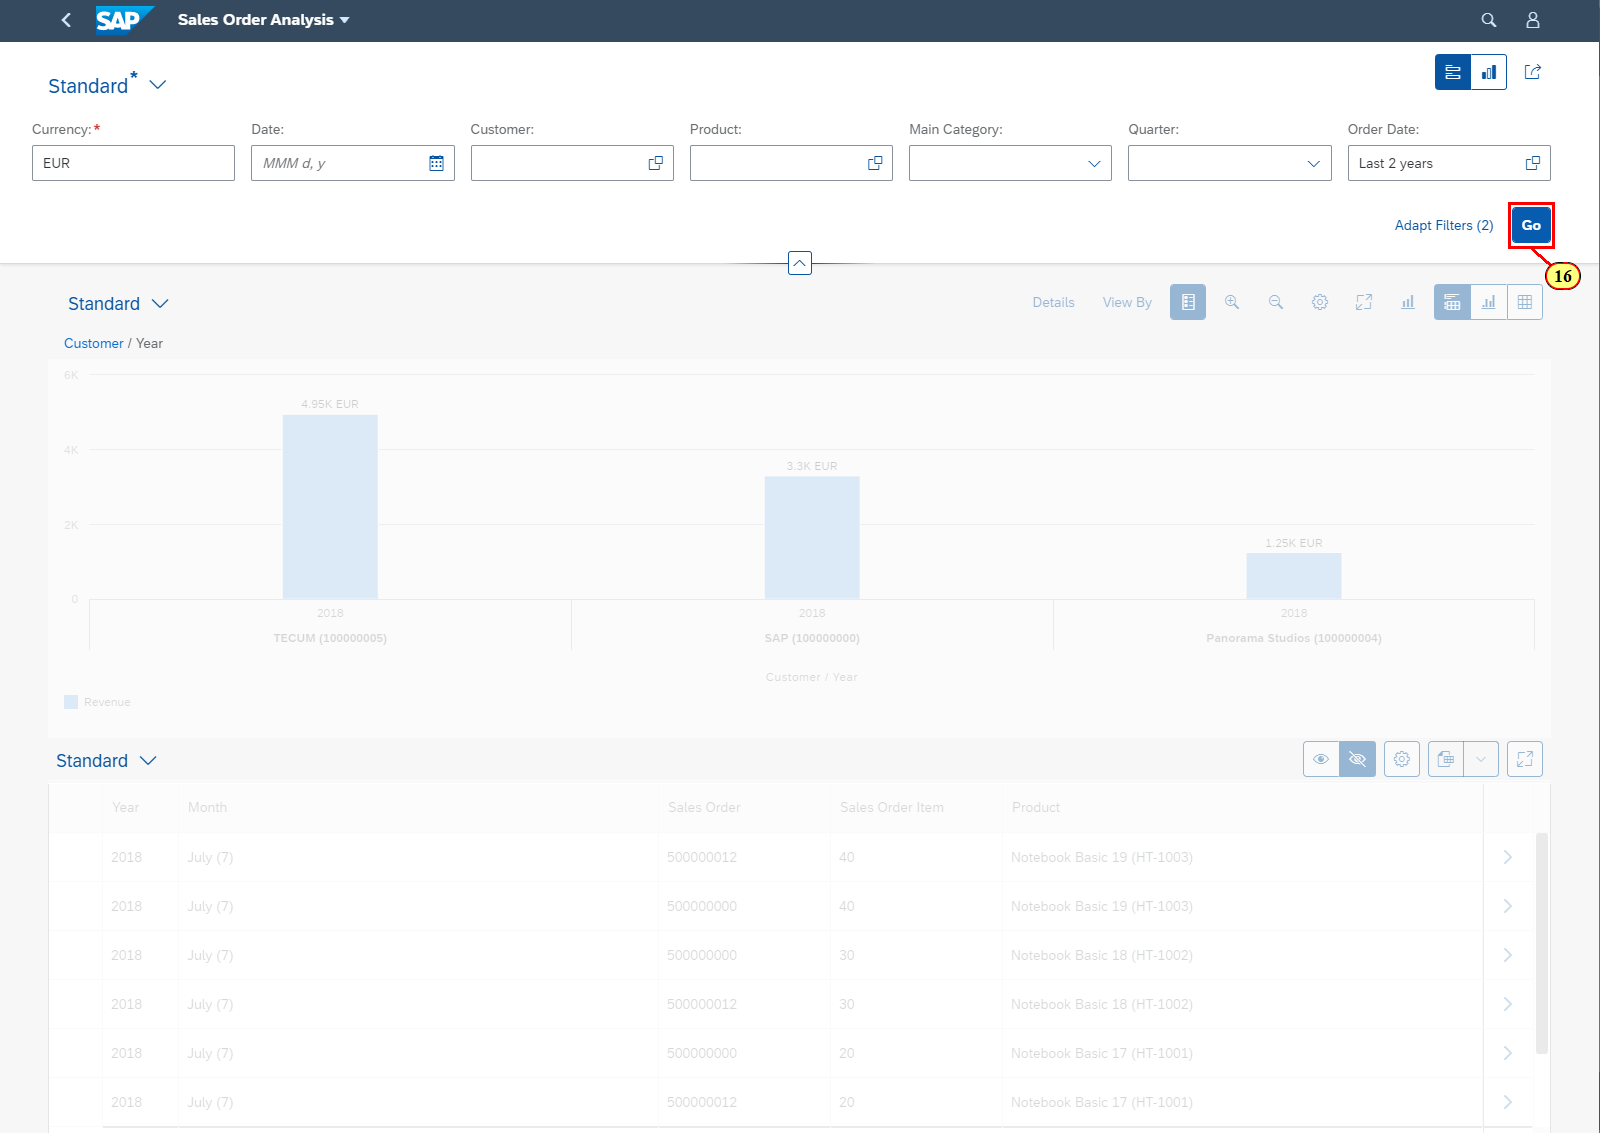 SAP Sales Order Analysis
Standard*
Currency:* Date: Customer: Product: Main Category: Quarter: Order Date:
EUR MMM d, y Last 2 years
Adapt Filters (2) Go
16
Standard Details View By
Customer / Year
6K
4.95K EUR
4K
3.3K EUR
2K
1.25K EUR
0
2018 2018 2018
TECUM (100000005) SAP (100000000) Panorama Studios (100000004)
Customer / Year
Revenue
Standard
Year Month Sales Order Sales Order Item Product
2018 July (7) 500000012 40 Notebook Basic 19 (HT-1003)
2018 July (7) 500000000 40 Notebook Basic 19 (HT-1003)
2018 July (7) 500000000 30 Notebook Basic 18 (HT-1002)
2018 July (7) 500000012 30 Notebook Basic 18 (HT-1002)
2018 July (7) 500000000 20 Notebook Basic 17 (HT-1001)
2018 July (7) 500000012 20 Notebook Basic 17 (HT-1001)